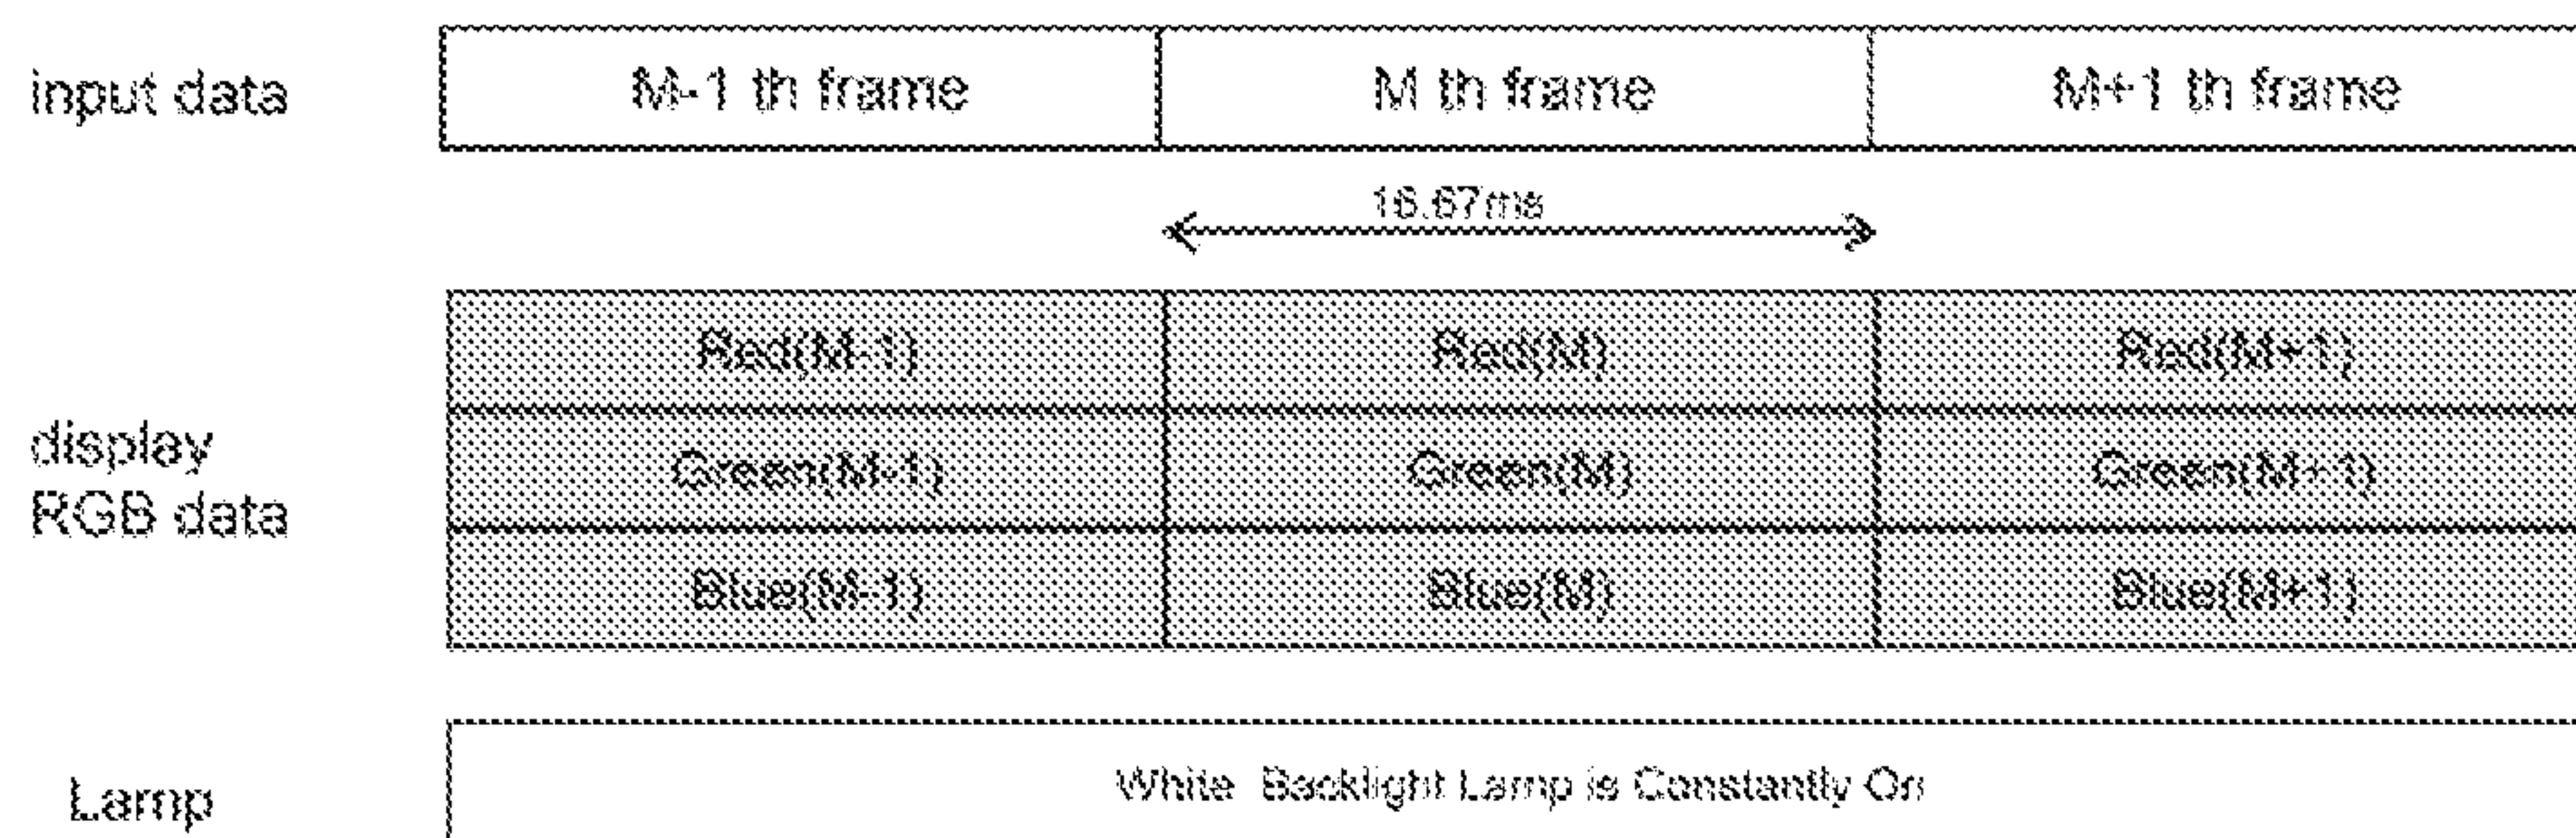 input data
M-1 th frame
M th frame
M+1 th frame
16.67ms
display
RGB data
Red(M-1)
Red(M)
Red(M+1)
Green(M-1)
Green(M)
Green(M+1)
Blue(M-1)
Blue(M)
Blue(M+1)
Lamp
White Backlight Lamp is Constantly On